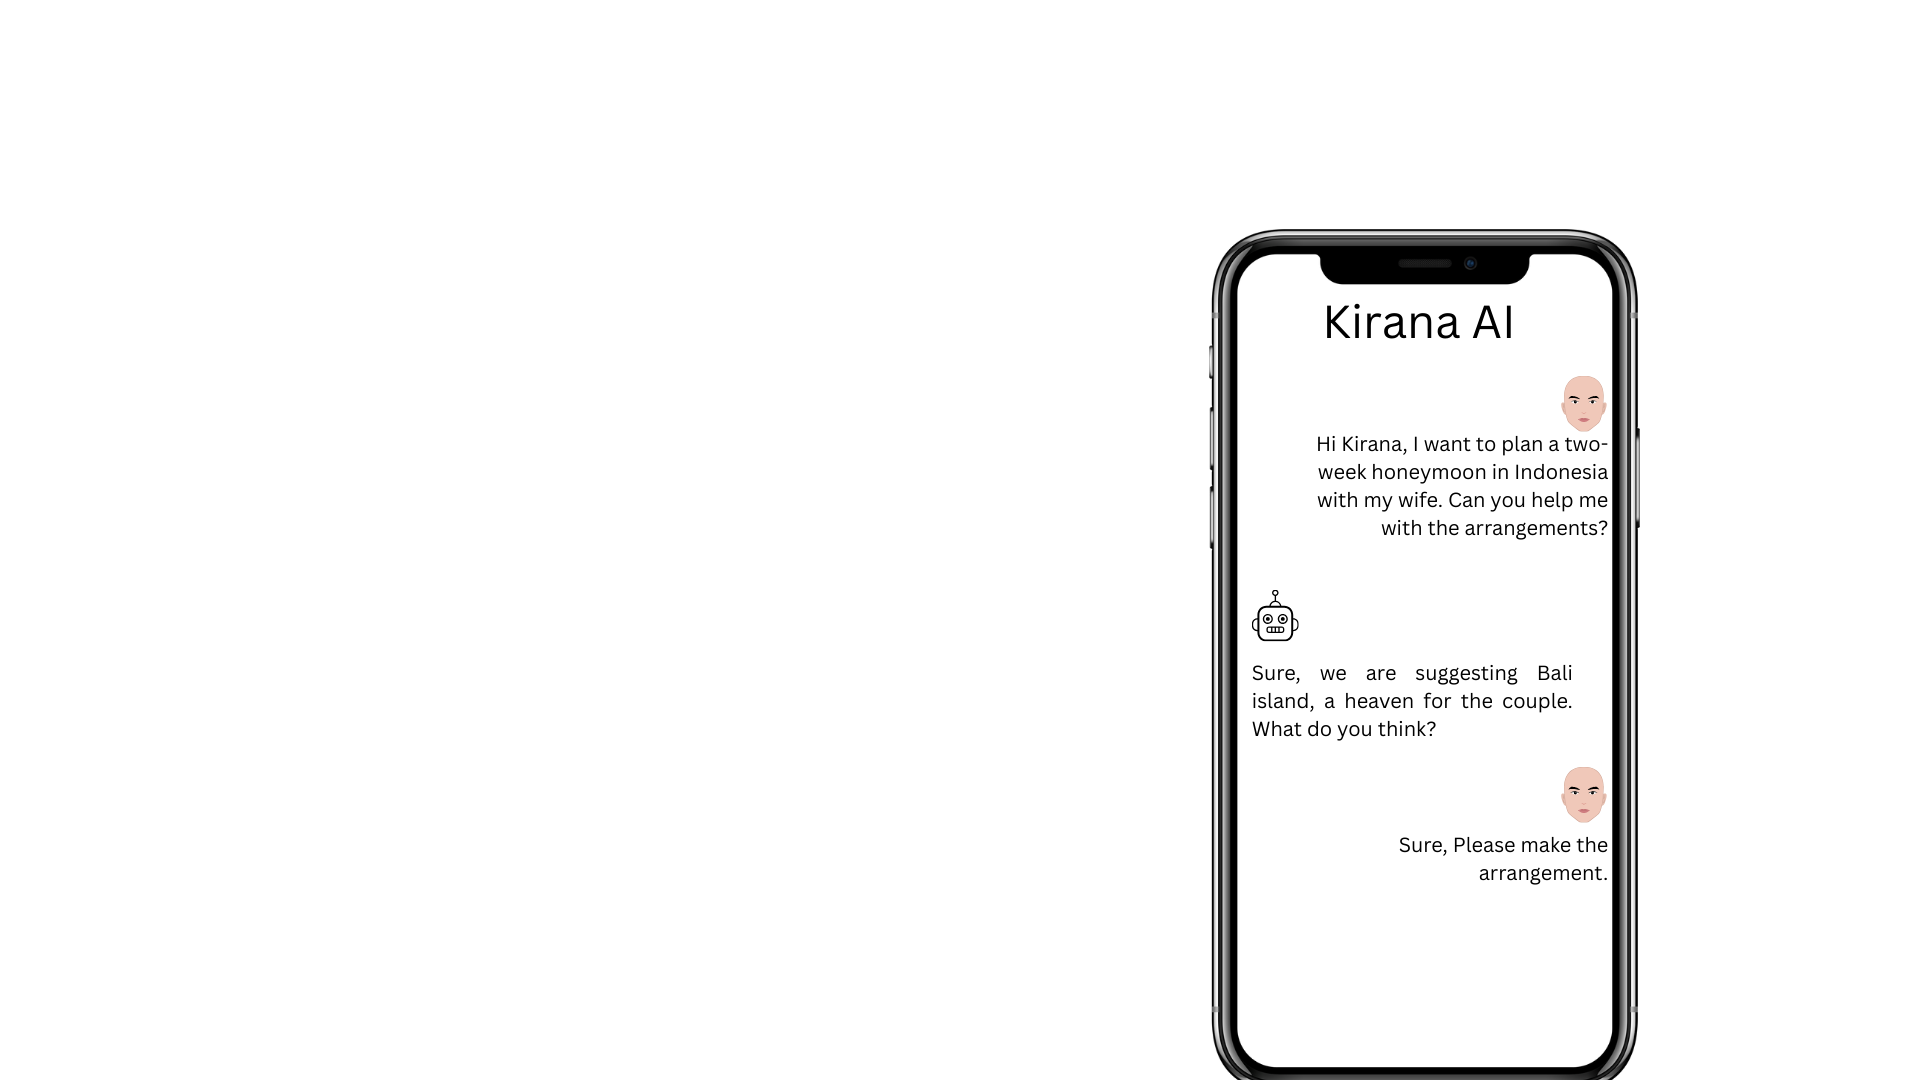 Kirana AI
Hi Kirana, I want to plan a two-
week honeymoon in Indonesia
with my wife. Can you help me
with the arrangements?
Sure, we are suggesting Bali
island, a heaven for the couple.
What do you think?
Sure, Please make the
arrangement.